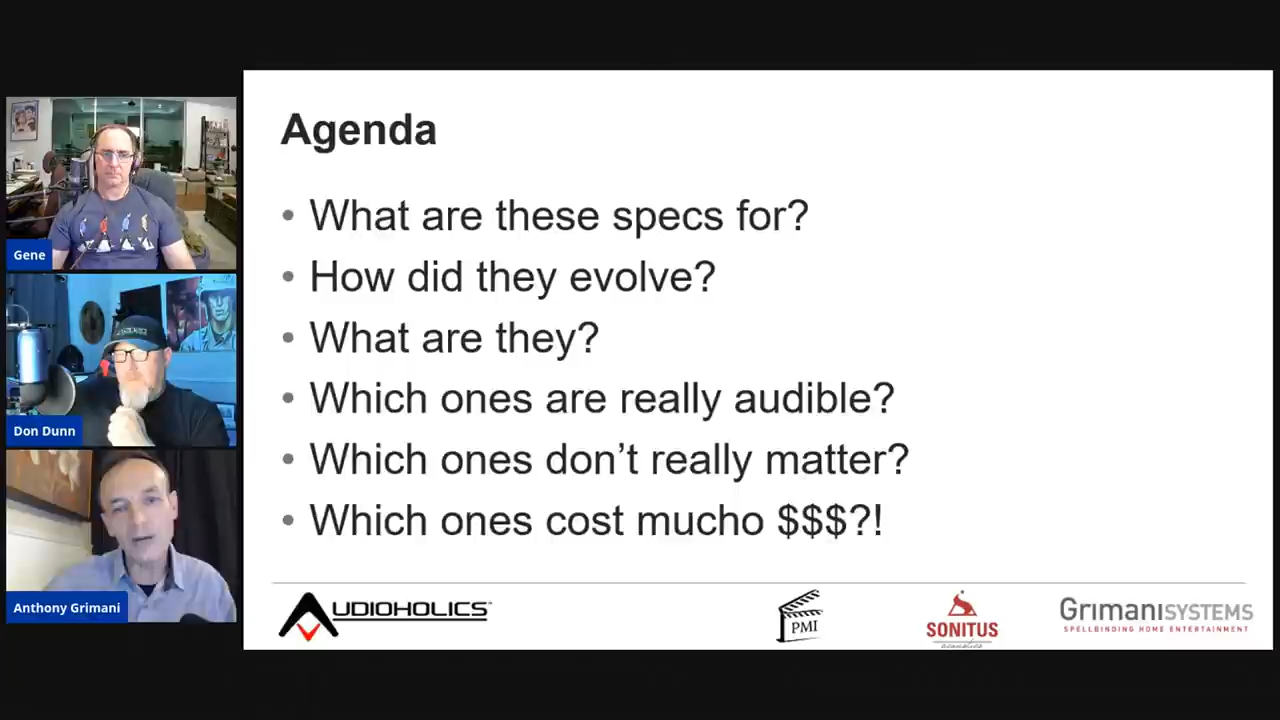 Agenda
• What are these specs for?
• How did they evolve?
• What are they?
• Which ones are really audible?
• Which ones don’t really matter?
• Which ones cost mucho $$$?!
Gene
Don Dunn
Anthony Grimani
AUDIOHOLICS
PMI
SONITUS
acoustics
GRIMANISYSTEMS
SPELLBINDING HOME ENTERTAINMENT